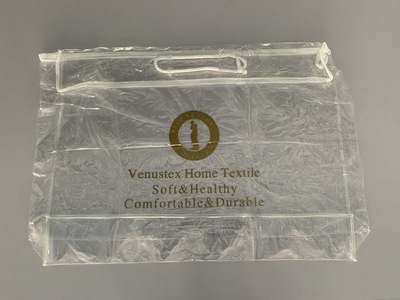 Venustex Home Textile
Soft&Healthy
Comfortable&Durable